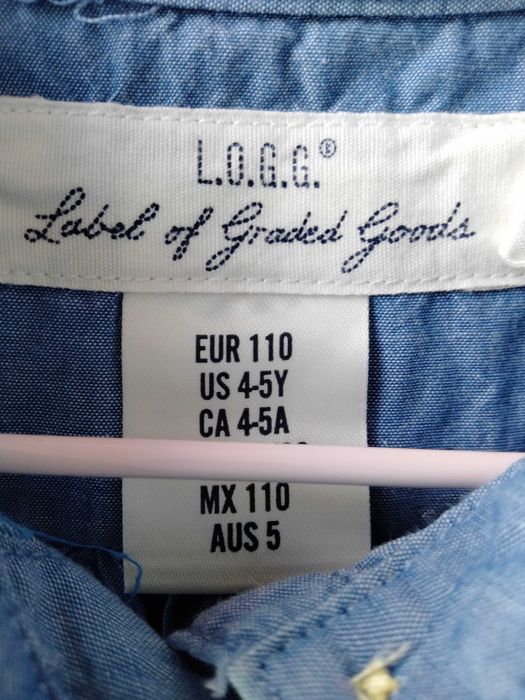 L.O.G.G.®
Label of Graded Goods
EUR 110
US 4-5Y
CA 4-5A
MX 110
AUS 5